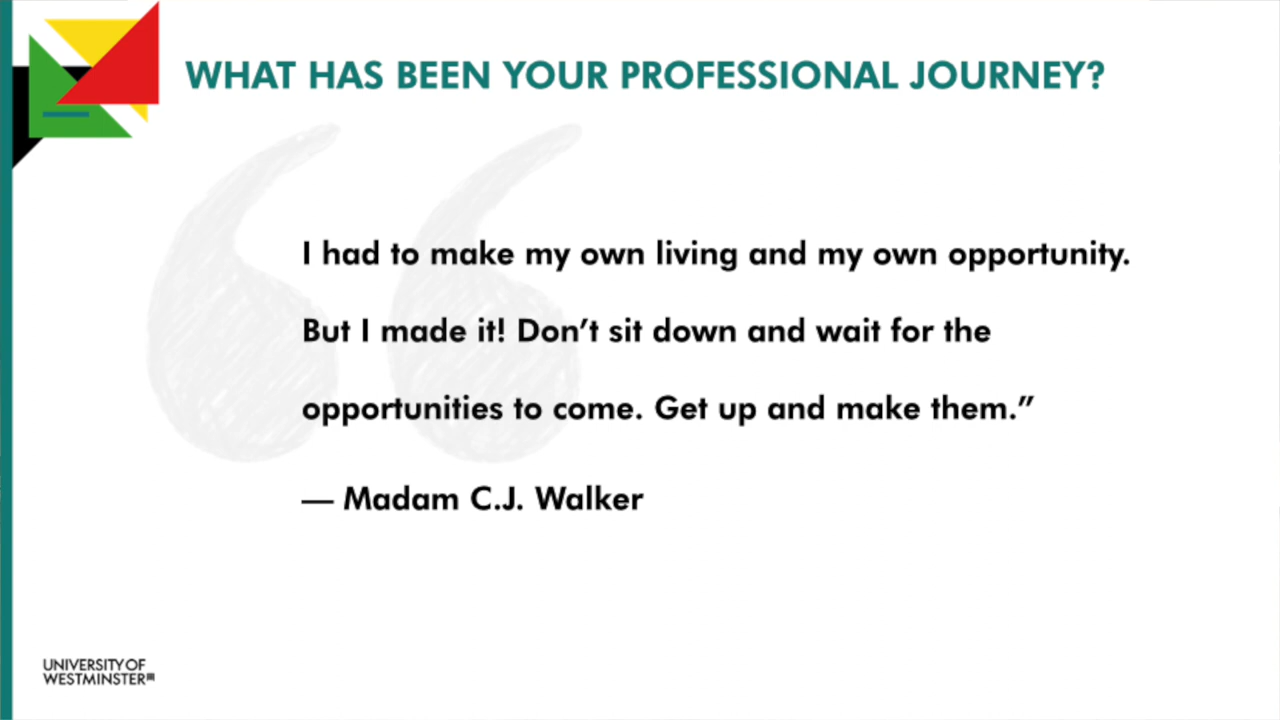 WHAT HAS BEEN YOUR PROFESSIONAL JOURNEY?
I had to make my own living and my own opportunity.
But I made it! Don’t sit down and wait for the
opportunities to come. Get up and make them.”
— Madam C.J. Walker
UNIVERSITY OF
WESTMINSTER